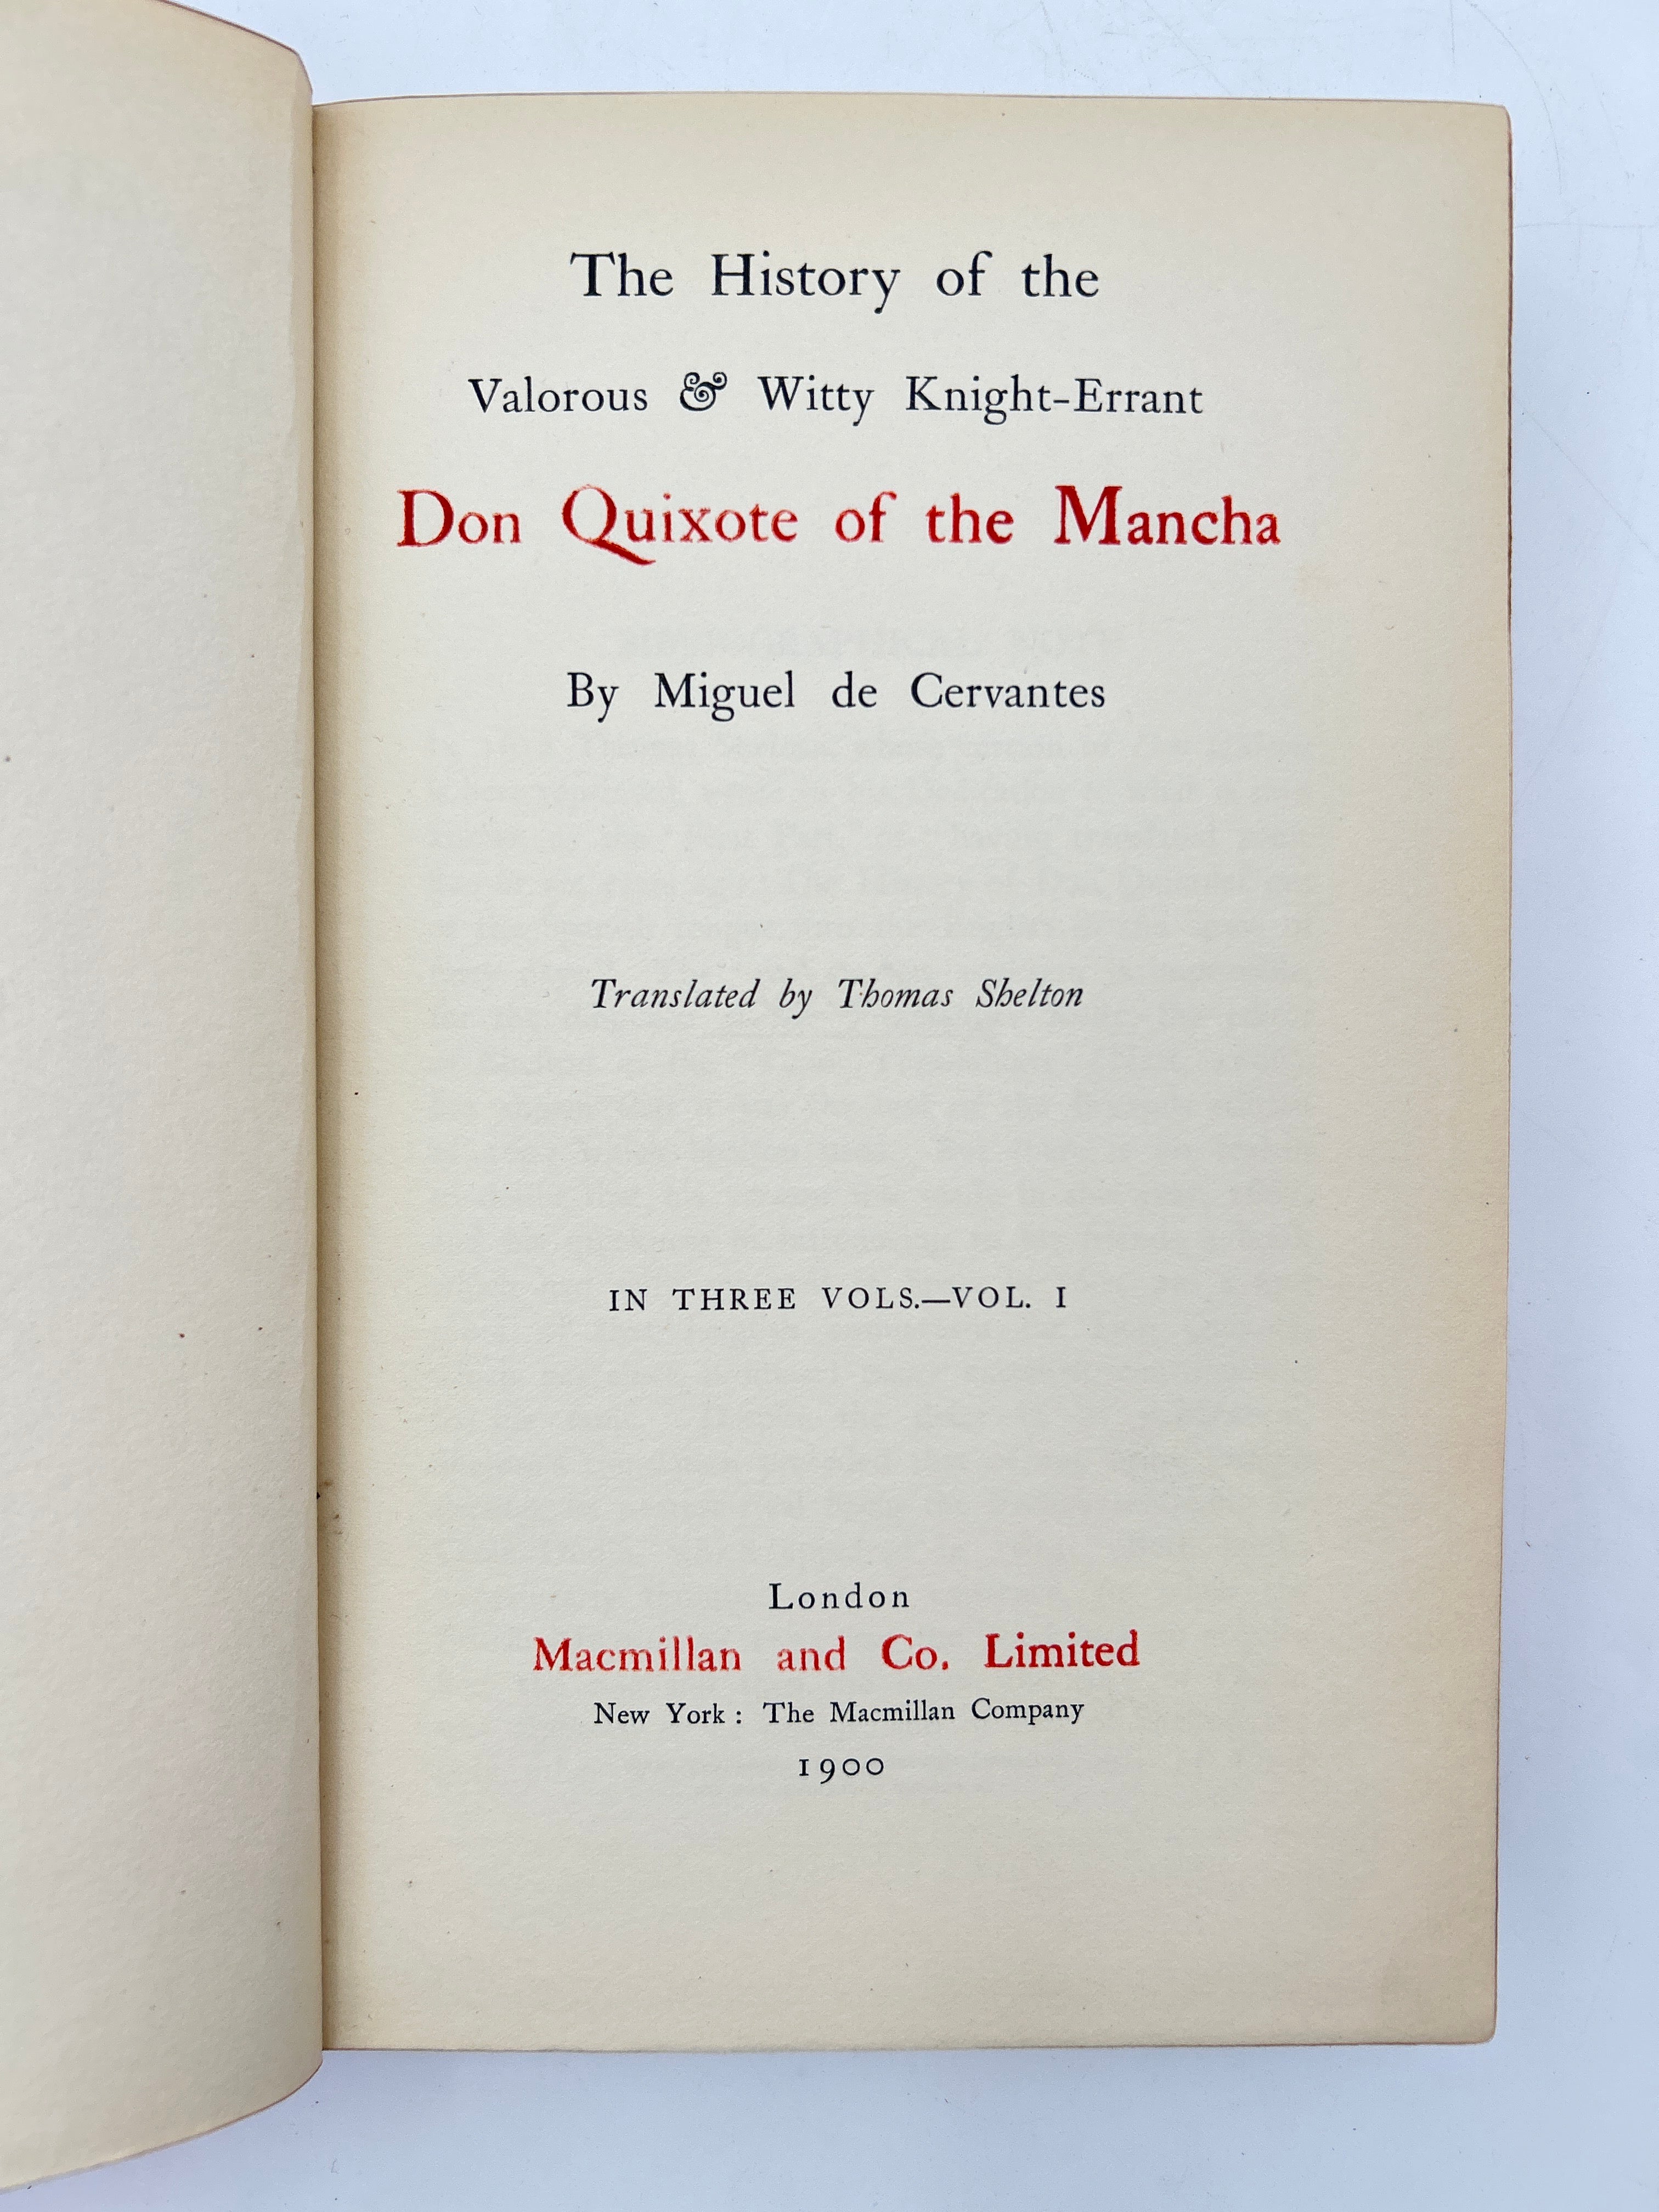 The History of the
Valorous & Witty Knight-Errant
Don Quixote of the Mancha
By Miguel de Cervantes
Translated by Thomas Shelton
IN THREE VOLS.—VOL. I
London
Macmillan and Co. Limited
New York: The Macmillan Company
1900